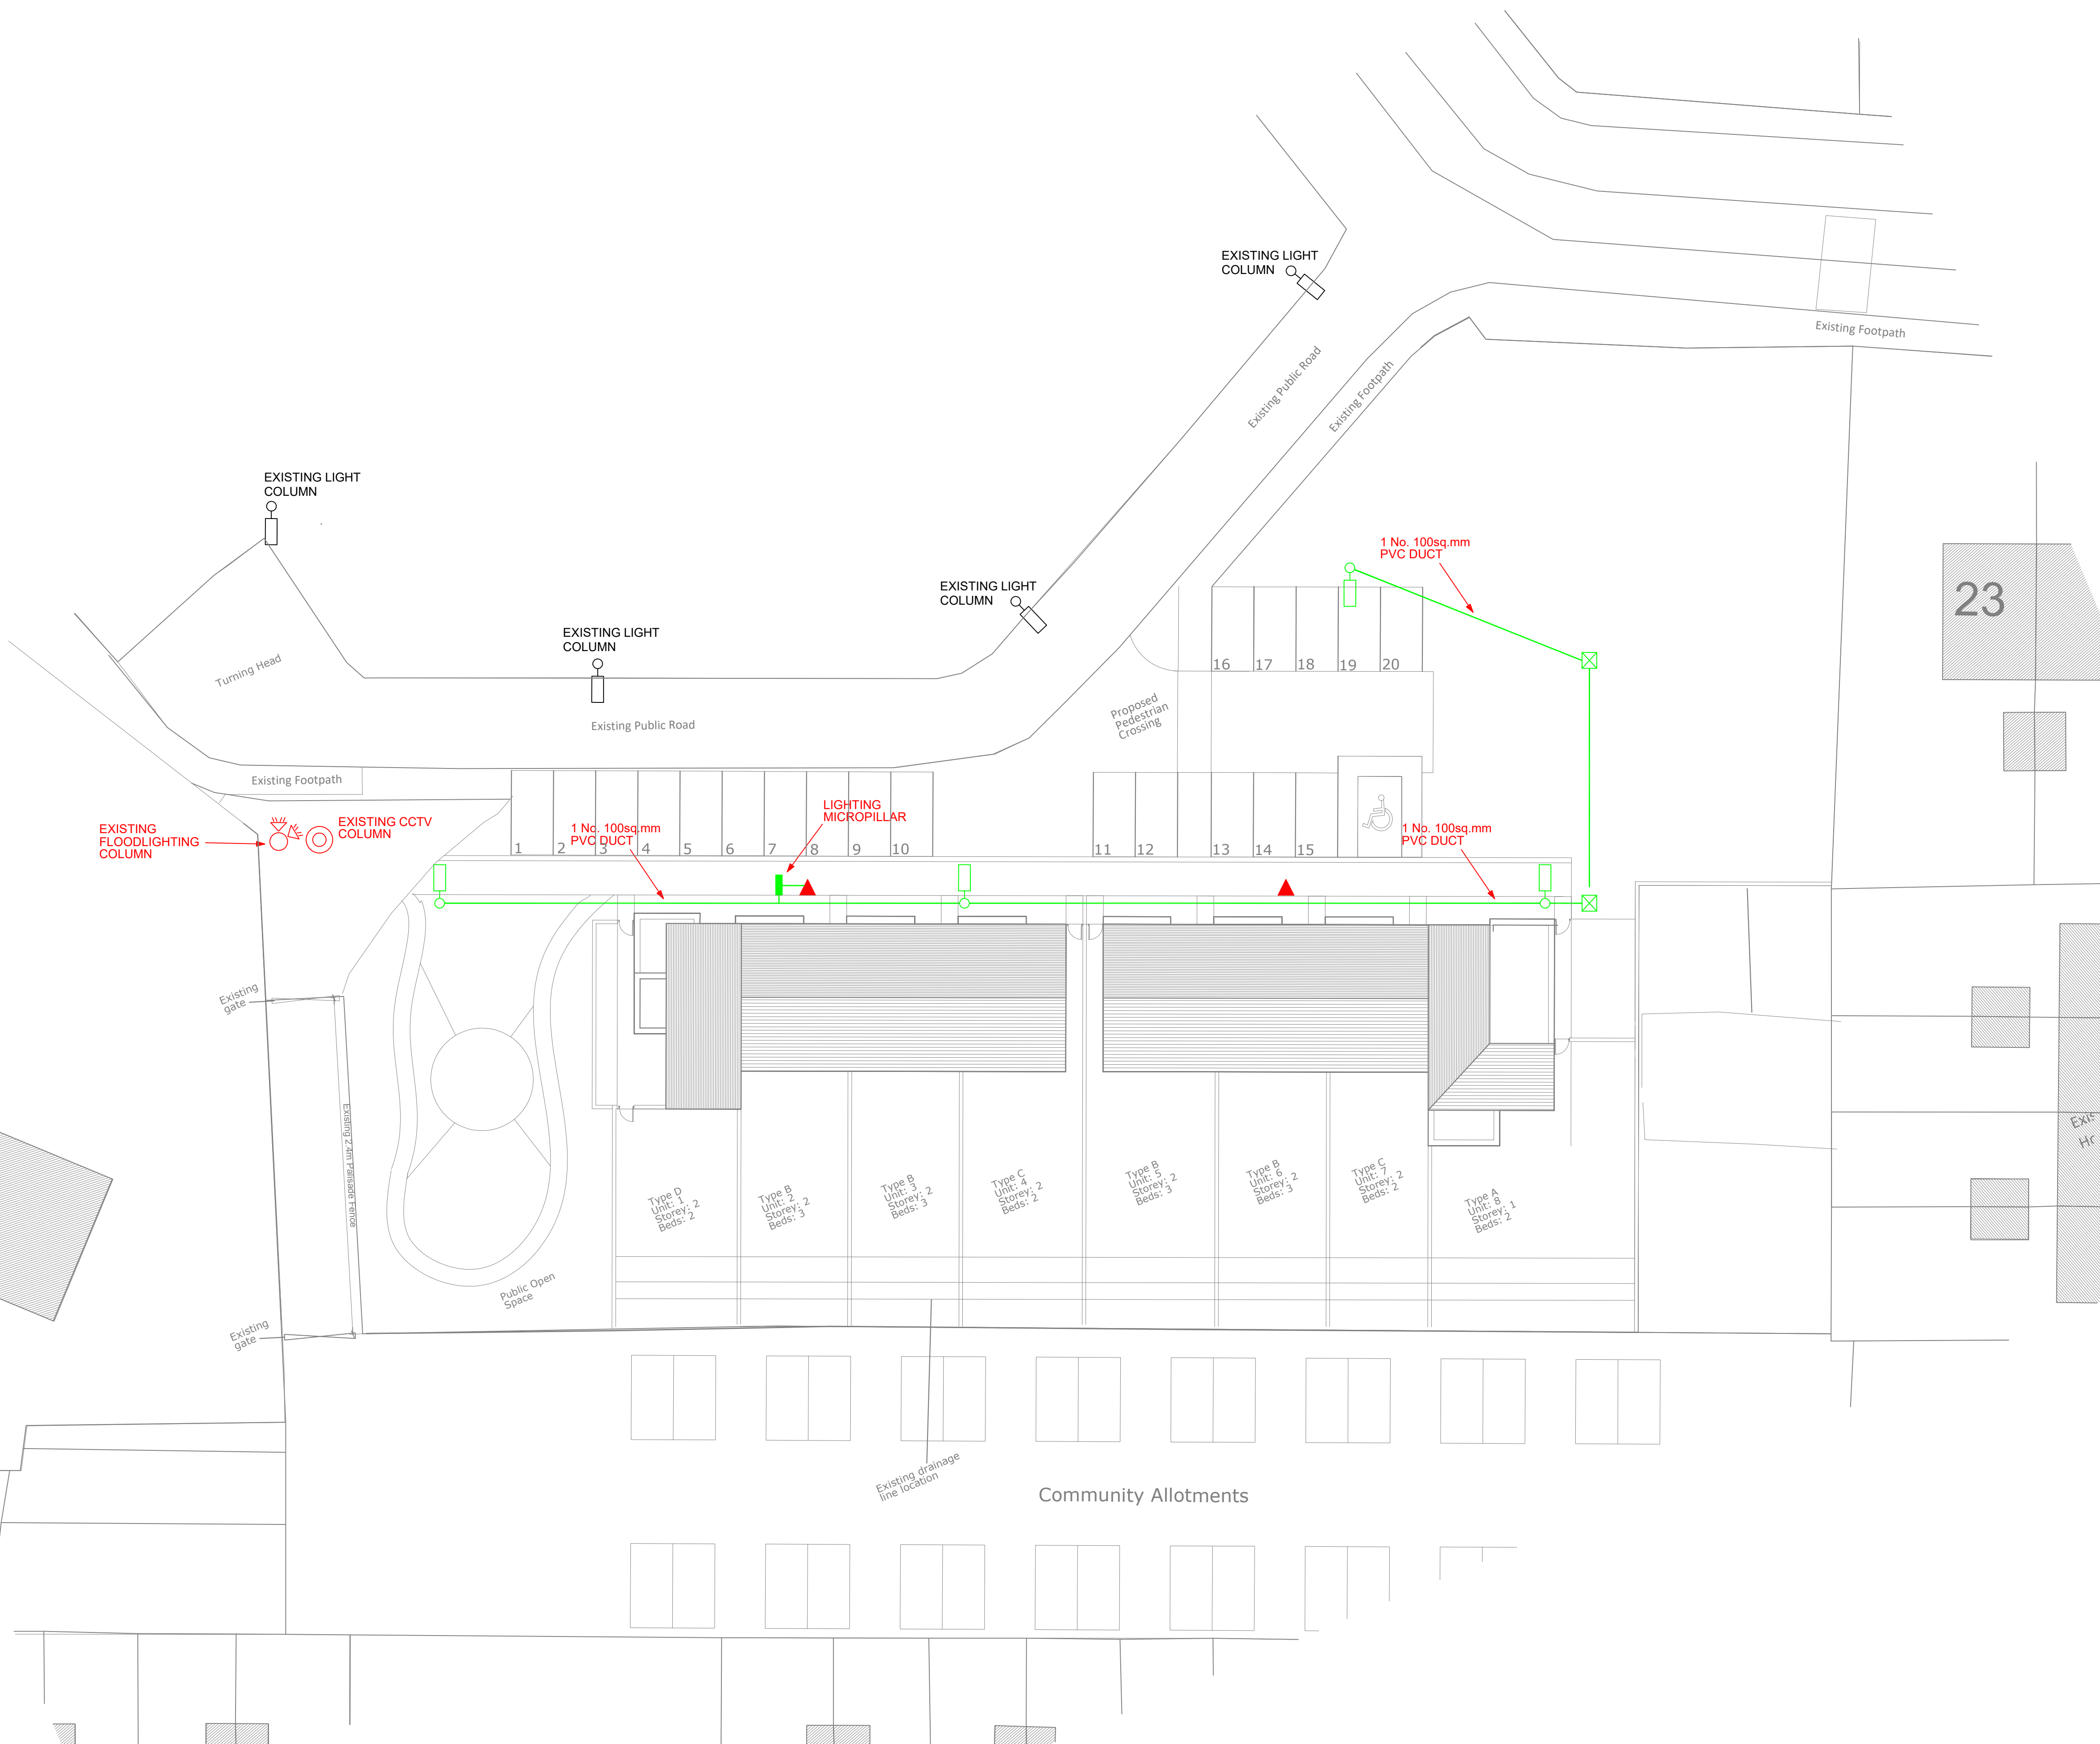 EXISTING LIGHT
COLUMN
Existing Footpath
Existing Public Road
Existing Footpath
EXISTING LIGHT
COLUMN
1 No. 100sq.mm
PVC DUCT
23
EXISTING LIGHT
COLUMN
EXISTING LIGHT
COLUMN
Turning Head
Existing Public Road
16
17
18
19
20
Proposed
Pedestrian
Crossing
Existing Footpath
EXISTING
FLOODLIGHTING
COLUMN
EXISTING CCTV
COLUMN
1 No. 100sq.mm
PVC DUCT
LIGHTING
MICROPILLAR
1 No. 100sq.mm
PVC DUCT
1
2
3
4
5
6
7
8
9
10
11
12
13
14
15
Existing
gate
Existing 2.4m Palisade Fence
Type D
Unit: 1
Storey: 2
Beds: 2
Type B
Unit: 2
Storey: 2
Beds: 3
Type B
Unit: 3
Storey: 2
Beds: 3
Type C
Unit: 4
Storey: 2
Beds: 2
Type B
Unit: 5
Storey: 2
Beds: 3
Type B
Unit: 6
Storey: 2
Beds: 3
Type C
Unit: 7
Storey: 2
Beds: 2
Type A
Unit: 8
Storey: 1
Beds: 2
Public Open
Space
Existing
gate
Existing drainage
line location
Community Allotments